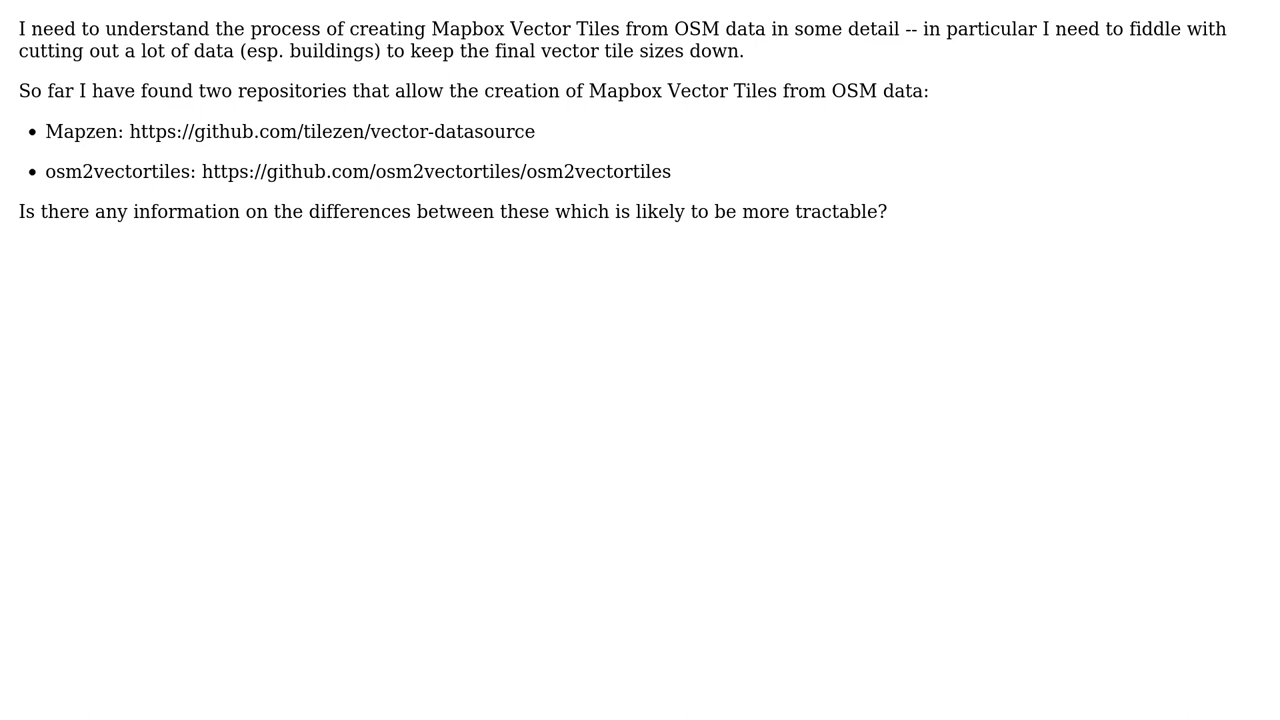 I need to understand the process of creating Mapbox Vector Tiles from OSM data in some detail -- in particular I need to fiddle with
cutting out a lot of data (esp. buildings) to keep the final vector tile sizes down.
So far I have found two repositories that allow the creation of Mapbox Vector Tiles from OSM data:
• Mapzen: https://github.com/tilezen/vector-datasource
• osm2vectortiles: https://github.com/osm2vectortiles/osm2vectortiles
Is there any information on the differences between these which is likely to be more tractable?